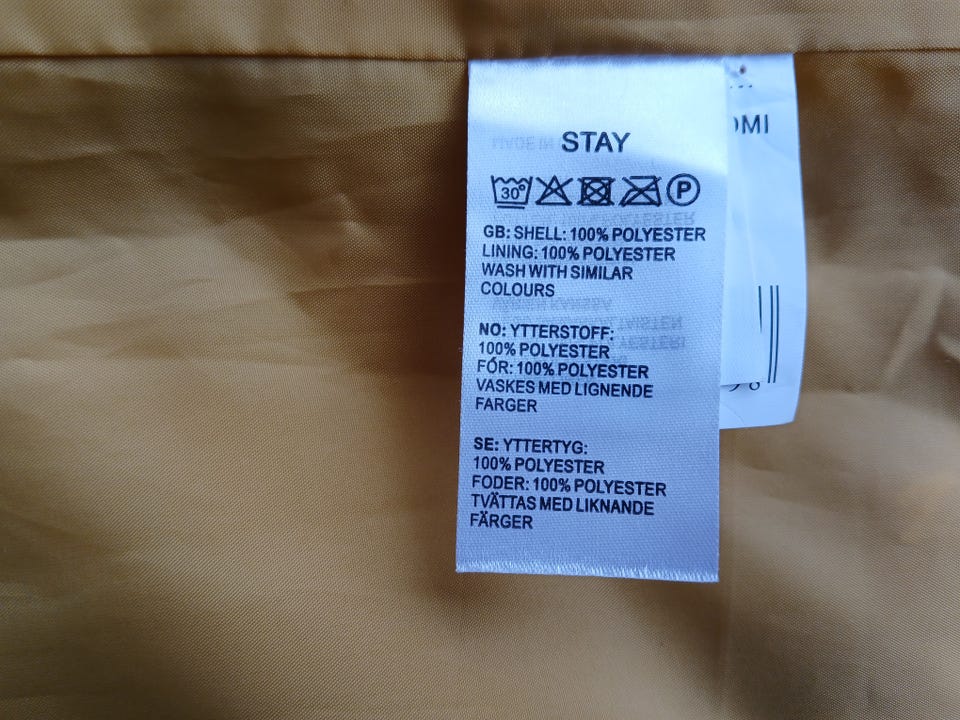 STAY
30°
P
GB: SHELL: 100% POLYESTER
LINING: 100% POLYESTER
WASH WITH SIMILAR
COLOURS
NO: YTTERSTOFF:
100% POLYESTER
FÓR: 100% POLYESTER
VASKES MED LIGNENDE
FARGER
SE: YTTERTYG:
100% POLYESTER
FODER: 100% POLYESTER
TVÄTTAS MED LIKNANDE
FÄRGER